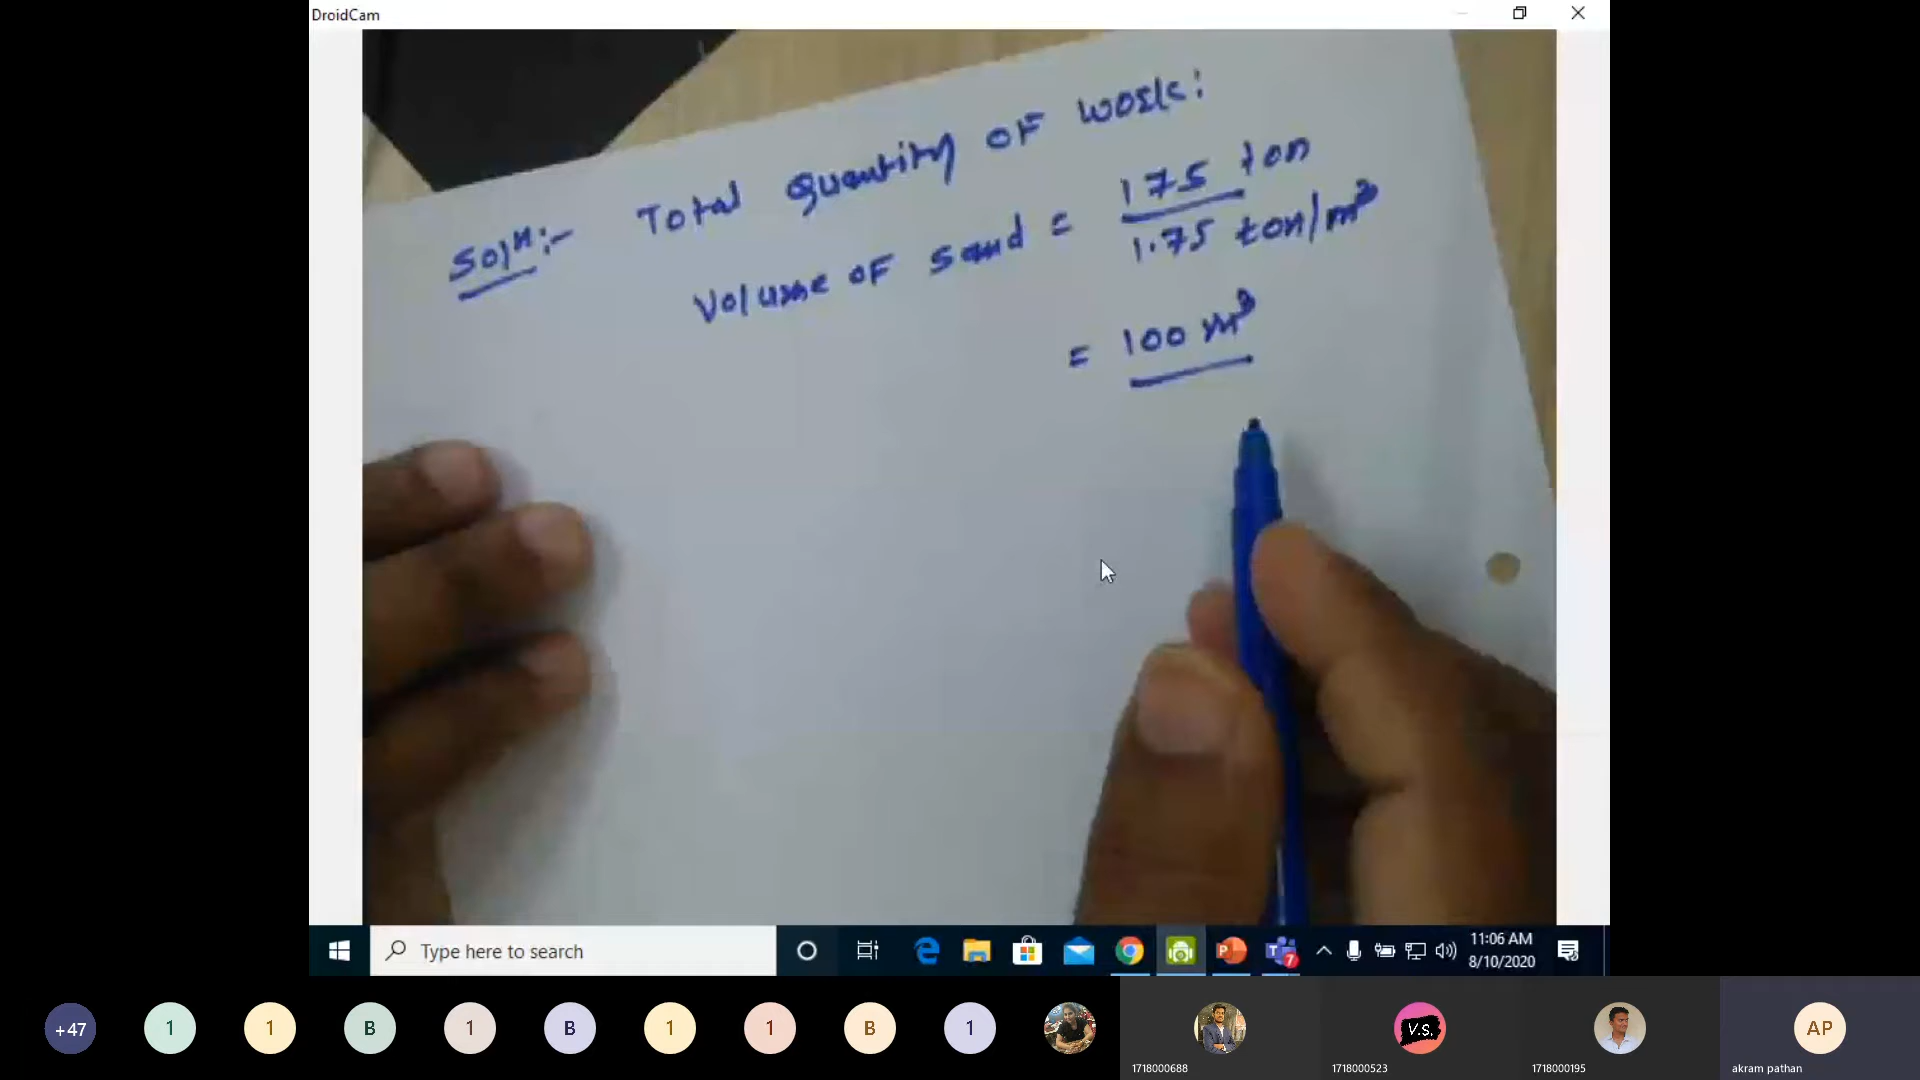 DroidCam
Soln:- Total Quantity OF Work:
Volume OF Sand = 175 ton
1.75 ton/m3
= 100 m3
Type here to search
7
11:06 AM
8/10/2020
+47
1
1
B
1
B
1
1
B
1
V.S.
AP
1718000688
1718000523
1718000195
akram pathan